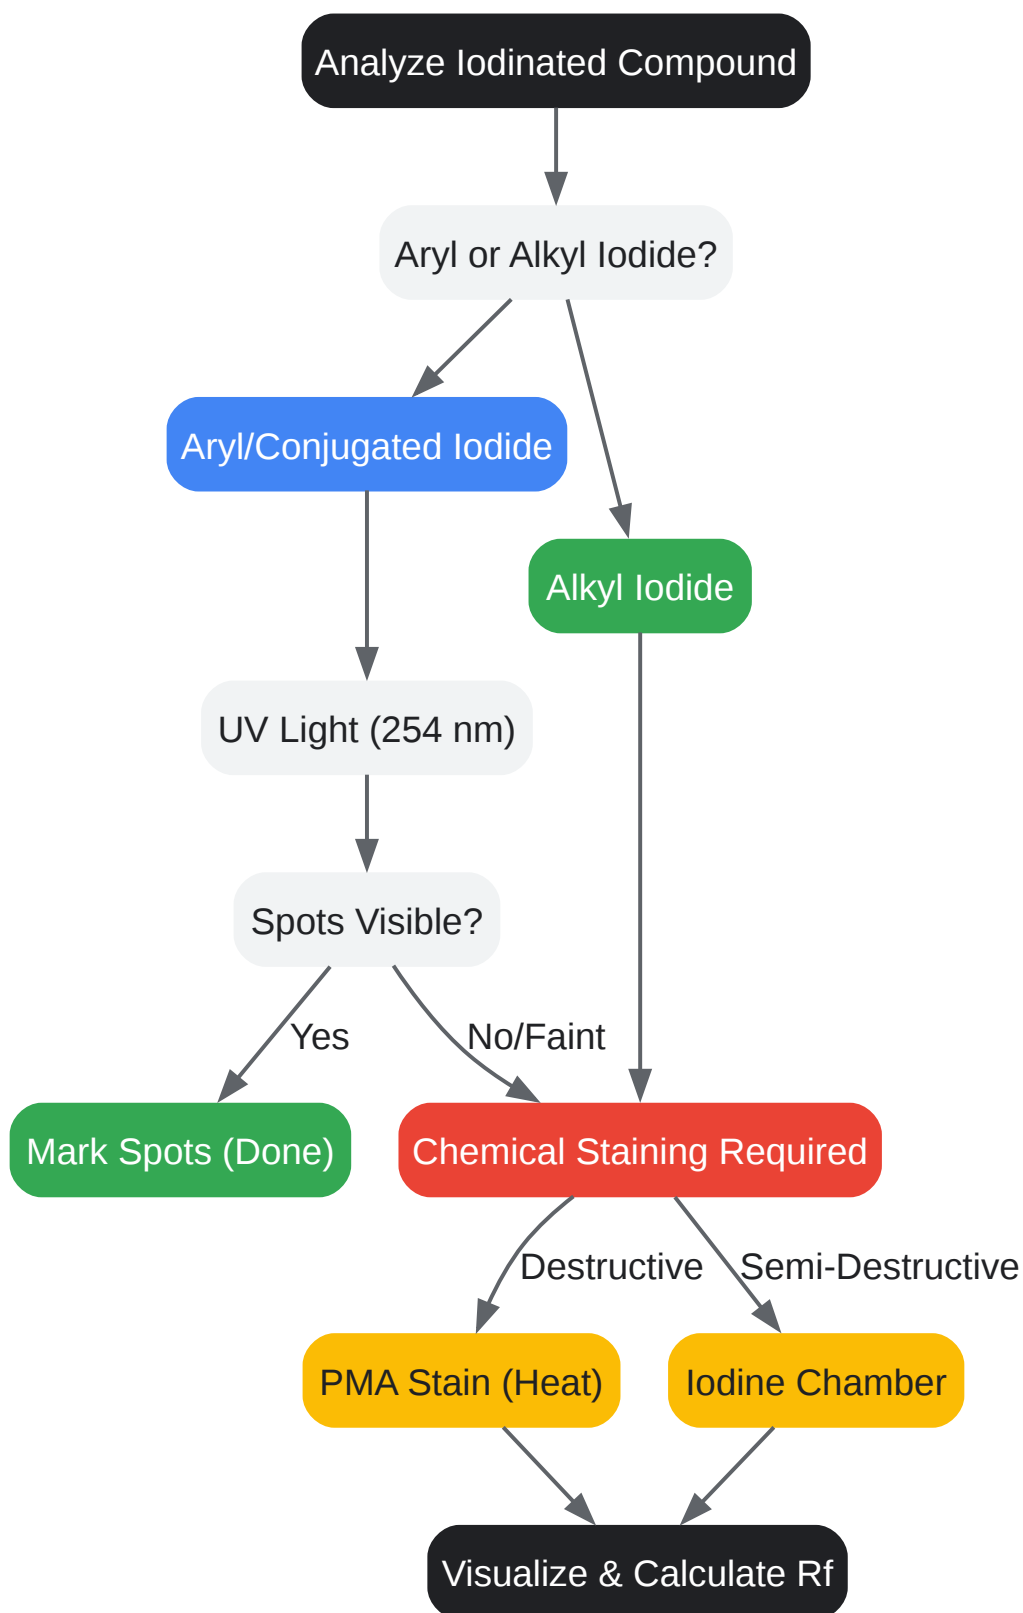 Analyze Iodinated Compound
Aryl or Alkyl Iodide?
Aryl/Conjugated Iodide
Alkyl Iodide
UV Light (254 nm)
Spots Visible?
Yes
No/Faint
Mark Spots (Done)
Chemical Staining Required
Destructive
Semi-Destructive
PMA Stain (Heat)
Iodine Chamber
Visualize & Calculate Rf